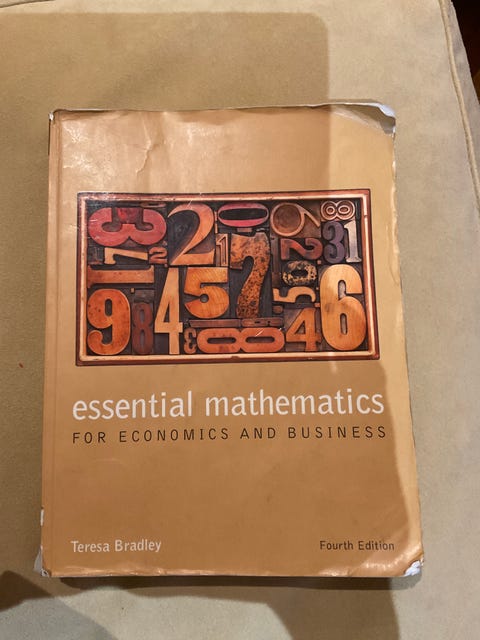 essential mathematics
FOR ECONOMICS AND BUSINESS
Teresa Bradley
Fourth Edition